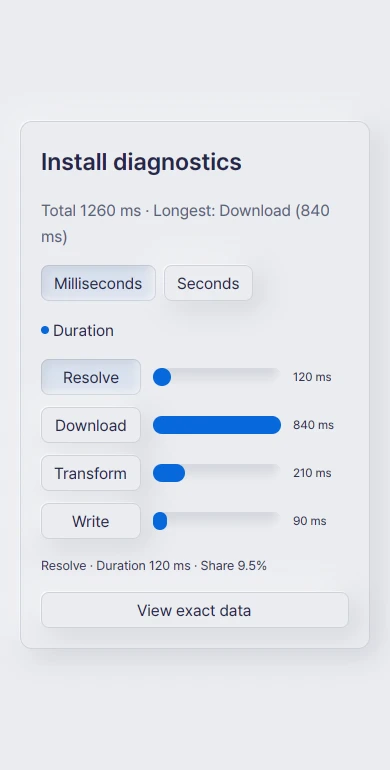 Install diagnostics
Total 1260 ms · Longest: Download (840
ms)
Milliseconds Seconds
Duration
Resolve 120 ms
Download 840 ms
Transform 210 ms
Write 90 ms
Resolve · Duration 120 ms · Share 9.5%
View exact data